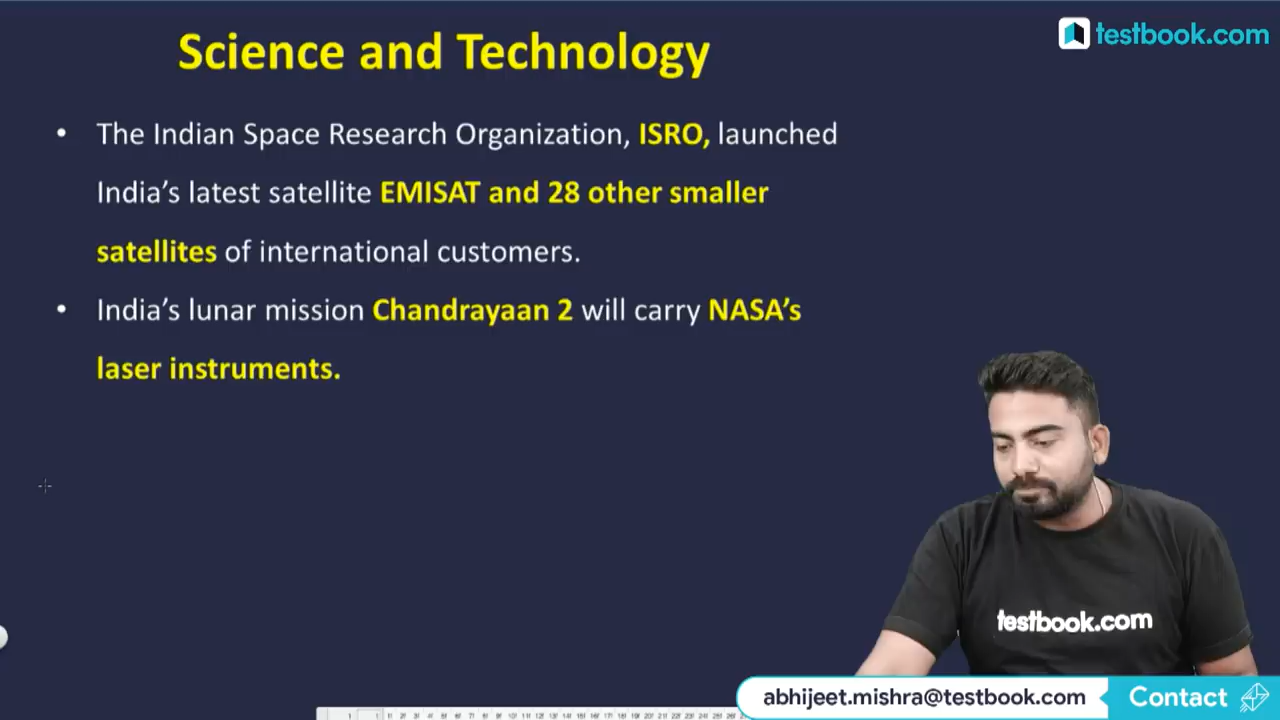 Science and Technology
testbook.com
• The Indian Space Research Organization, ISRO, launched
India’s latest satellite EMISAT and 28 other smaller
satellites of international customers.
• India’s lunar mission Chandrayaan 2 will carry NASA’s
laser instruments.
testbook.com
abhijeet.mishra@testbook.com
Contact